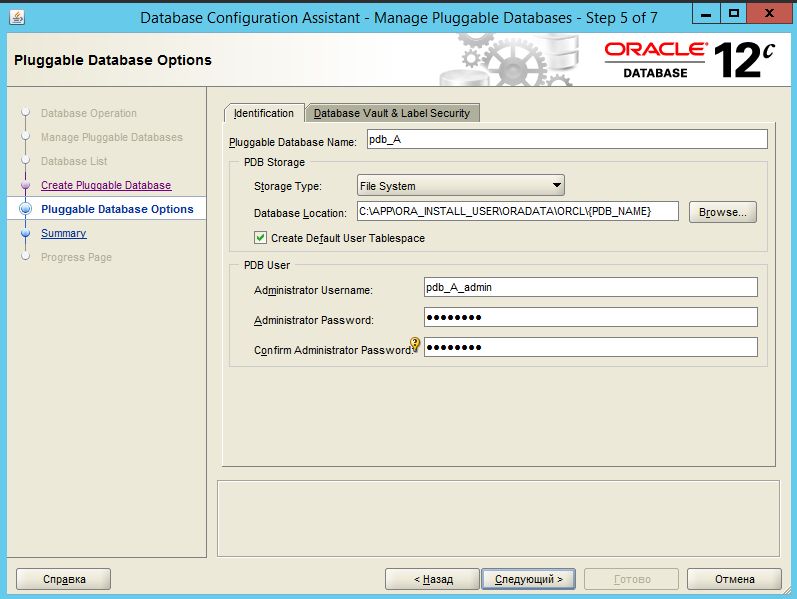 Database Configuration Assistant - Manage Pluggable Databases - Step 5 of 7
Pluggable Database Options
ORACLE
DATABASE
12c
Database Operation
Manage Pluggable Databases
Database List
Create Pluggable Database
Pluggable Database Options
Summary
Progress Page
Identification
Database Vault & Label Security
Pluggable Database Name:
pdb_A
PDB Storage
Storage Type:
File System
Database Location:
C:\APP\ORA_INSTALL_USER\ORADATA\ORCL\{PDB_NAME}
Browse...
Create Default User Tablespace
PDB User
Administrator Username:
pdb_A_admin
Administrator Password:
••••••••
Confirm Administrator Password:
••••••••
Справка
< Назад
Следующий >
Готово
Отмена